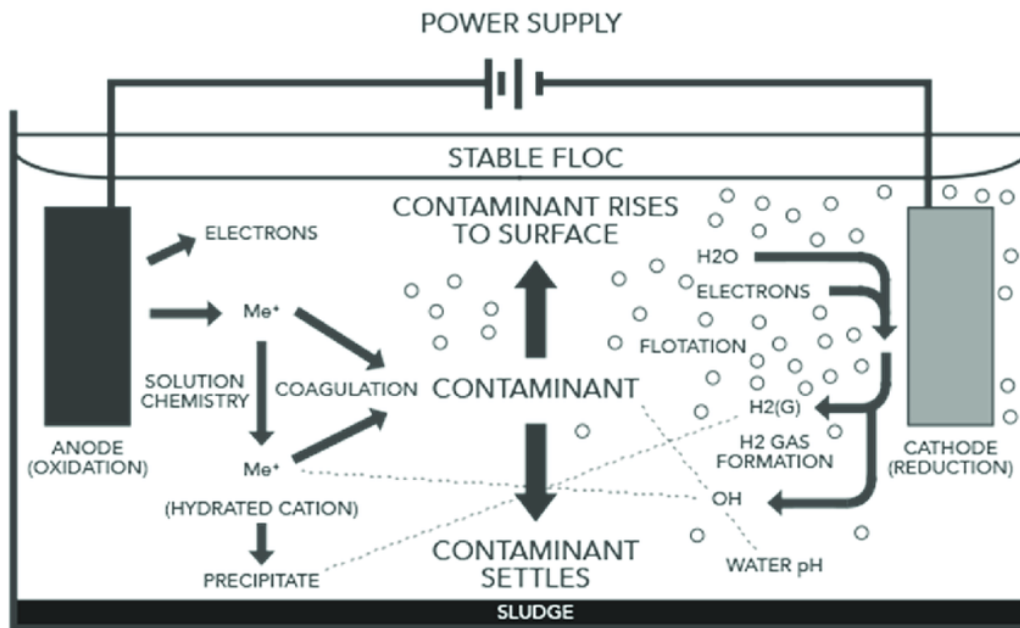 POWER SUPPLY
STABLE FLOC
CONTAMINANT RISES
TO SURFACE
ELECTRONS
H2O
ELECTRONS
Me⁺
FLOTATION
SOLUTION
CHEMISTRY
COAGULATION
CONTAMINANT
H2(G)
ANODE
(OXIDATION)
H2 GAS
FORMATION
CATHODE
(REDUCTION)
Me⁺
(HYDRATED CATION)
OH
CONTAMINANT
SETTLES
WATER pH
PRECIPITATE
SLUDGE